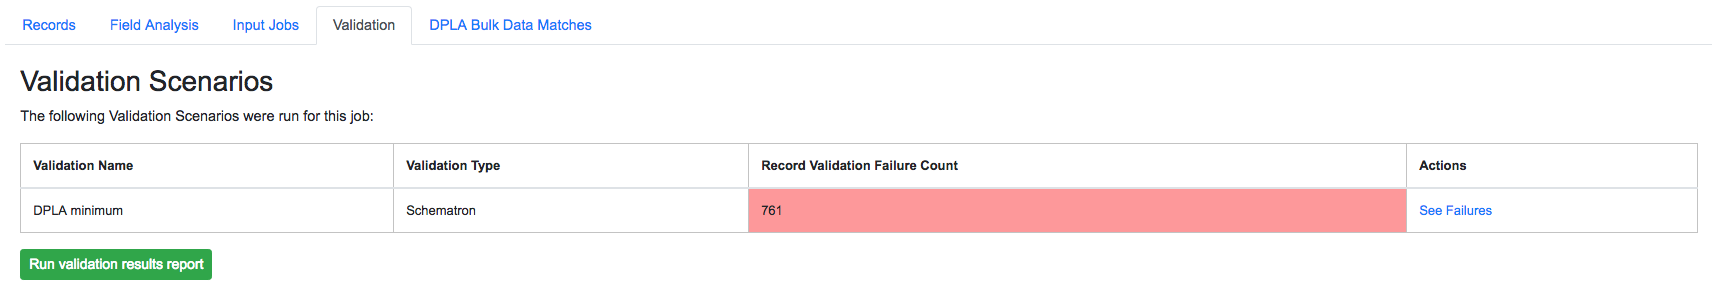 Records Field Analysis Input Jobs Validation DPLA Bulk Data Matches
Validation Scenarios
The following Validation Scenarios were run for this job:
Validation Name Validation Type Record Validation Failure Count Actions
DPLA minimum Schematron 761 See Failures
Run validation results report